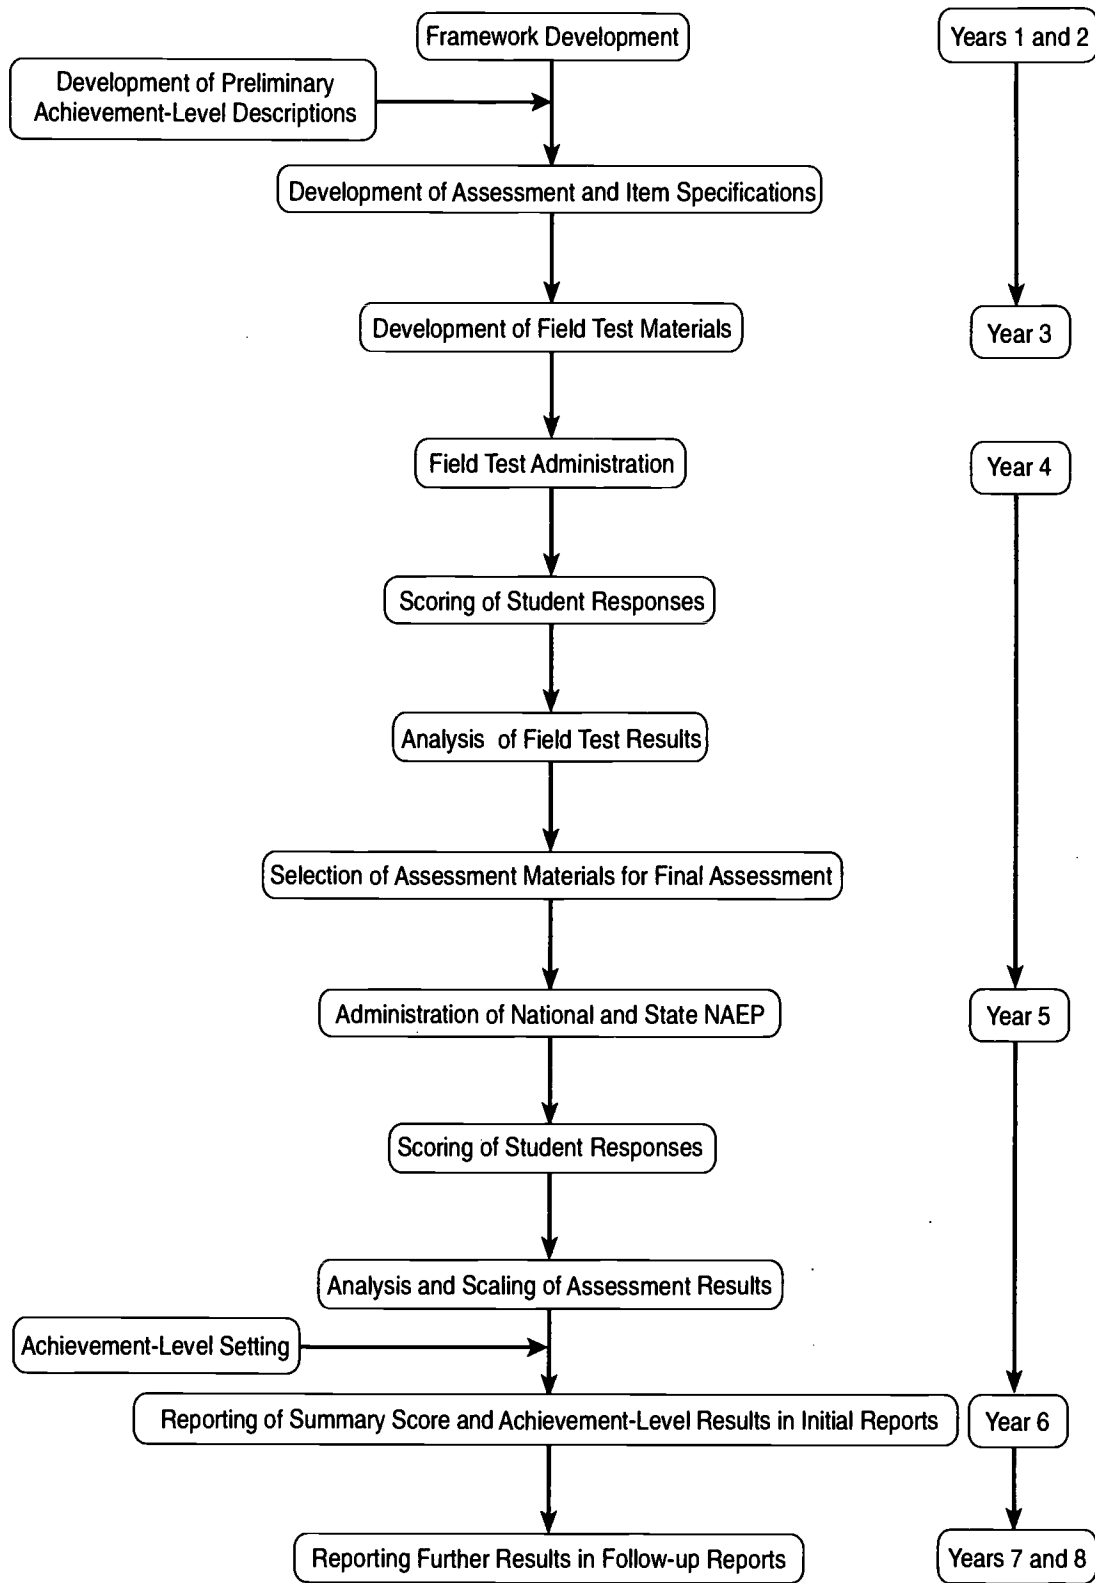 Framework Development
Years 1 and 2
Development of Preliminary
Achievement-Level Descriptions
Development of Assessment and Item Specifications
Development of Field Test Materials
Year 3
Field Test Administration
Year 4
Scoring of Student Responses
Analysis of Field Test Results
Selection of Assessment Materials for Final Assessment
Administration of National and State NAEP
Year 5
Scoring of Student Responses
Analysis and Scaling of Assessment Results
Achievement-Level Setting
Reporting of Summary Score and Achievement-Level Results in Initial Reports
Year 6
Reporting Further Results in Follow-up Reports
Years 7 and 8